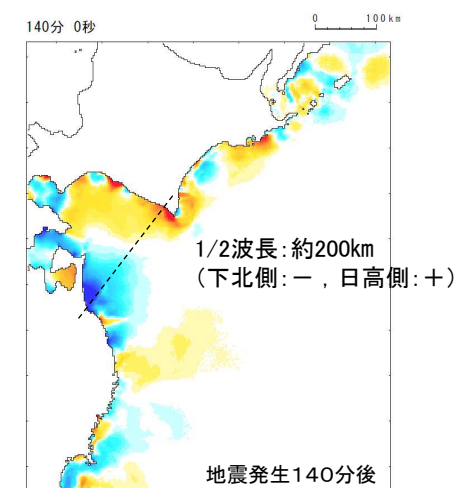 140分 0秒
0 100km
1/2波長:約200km
(下北側:－，日高側:＋)
地震発生140分後